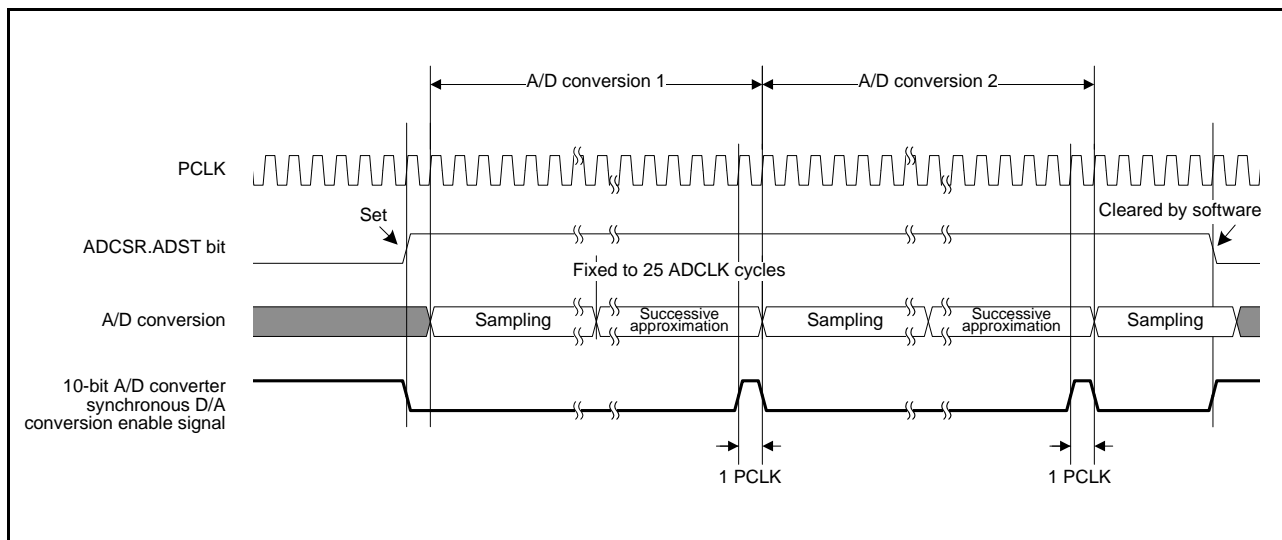 A/D conversion 1
A/D conversion 2
PCLK
Set
Cleared by software
ADCSR.ADST bit
Fixed to 25 ADCLK cycles
A/D conversion
Sampling
Successive
approximation
Sampling
Successive
approximation
Sampling
10-bit A/D converter
synchronous D/A
conversion enable signal
1 PCLK
1 PCLK